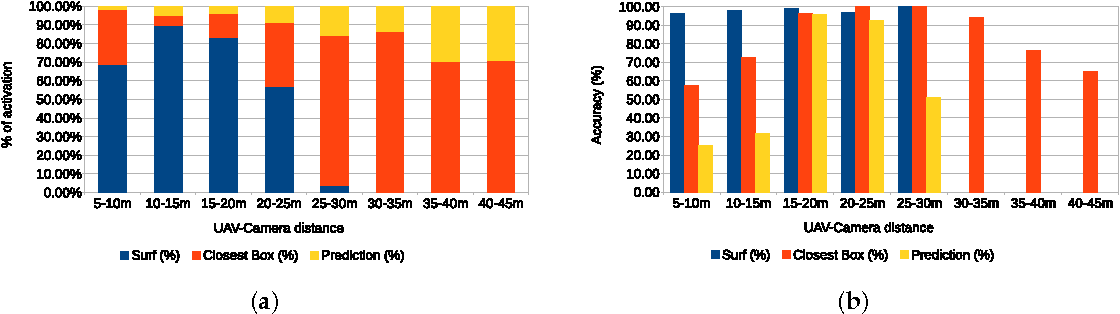 100.00%
90.00%
80.00%
70.00%
60.00%
50.00%
40.00%
30.00%
20.00%
10.00%
0.00%
% of activation
5-10m 10-15m 15-20m 20-25m 25-30m 30-35m 35-40m 40-45m
UAV-Camera distance
Surf (%) Closest Box (%) Prediction (%)
(a)
100.00
90.00
80.00
70.00
60.00
50.00
40.00
30.00
20.00
10.00
0.00
Accuracy (%)
5-10m 10-15m 15-20m 20-25m 25-30m 30-35m 35-40m 40-45m
UAV-Camera distance
Surf (%) Closest Box (%) Prediction (%)
(b)